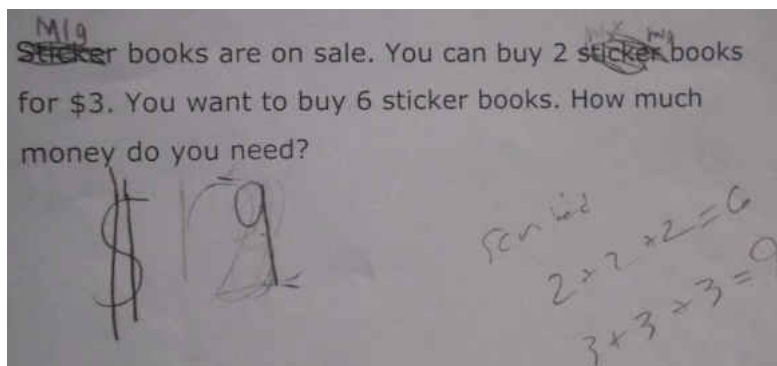 Mlg
Sticker books are on sale. You can buy 2 sticker books
for $3. You want to buy 6 sticker books. How much
money do you need?
$ 9
2+2+2=6
3+3+3=9